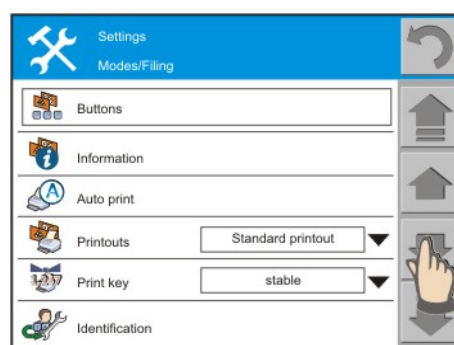 Settings
Modes/Filing
Buttons
Information
Auto print
Printouts Standard printout
Print key stable
Identification